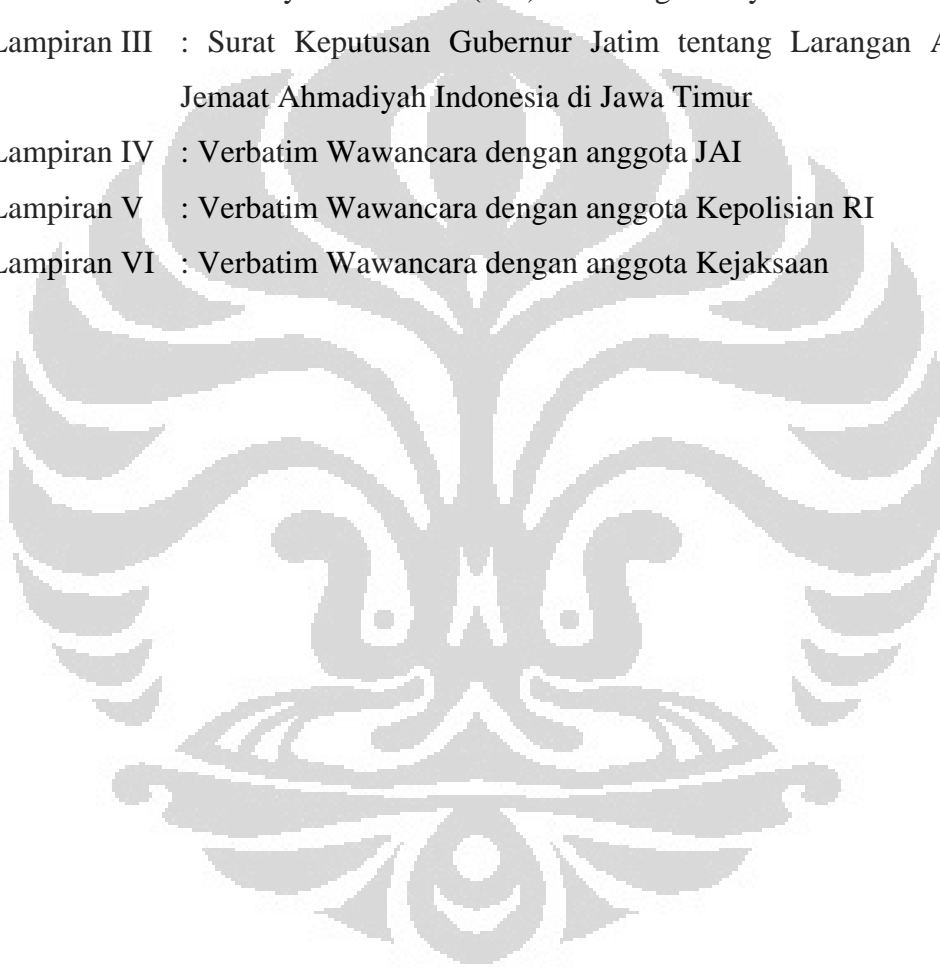 Lampiran III : Surat Keputusan Gubernur Jatim tentang Larangan
Jemaat Ahmadiyah Indonesia di Jawa Timur
Lampiran IV : Verbatim Wawancara dengan anggota JAI
Lampiran V : Verbatim Wawancara dengan anggota Kepolisian RI
Lampiran VI : Verbatim Wawancara dengan anggota Kejaksaan